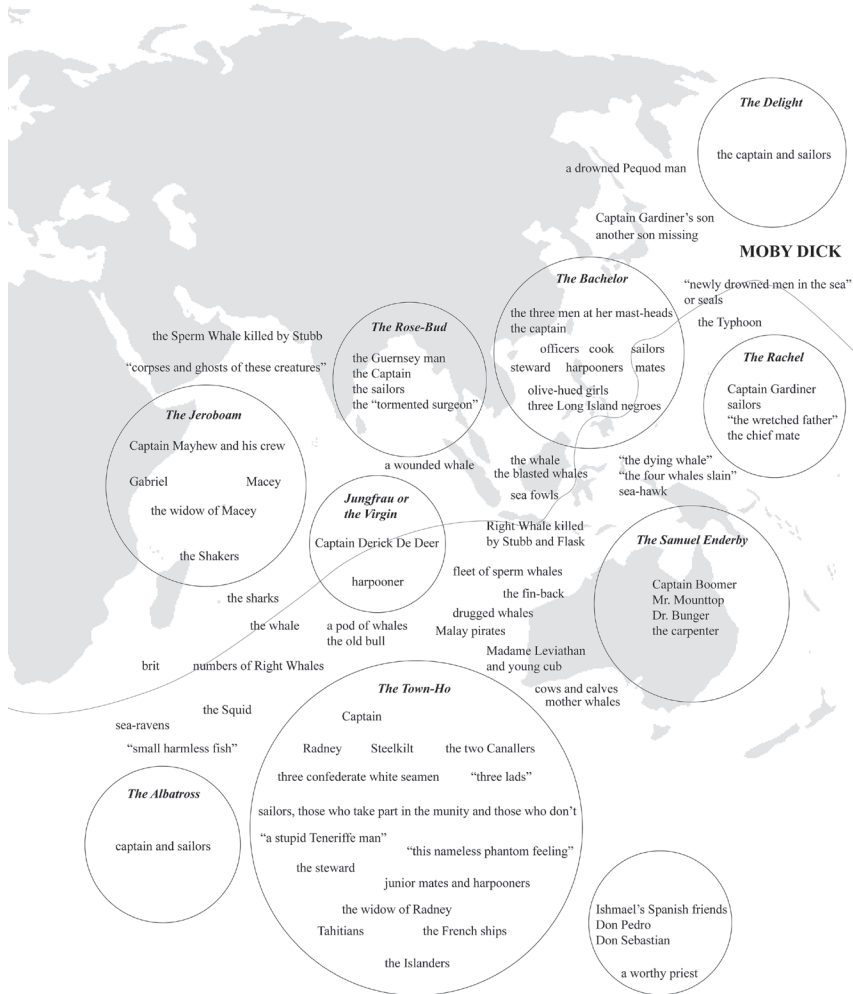 The Delight
the captain and sailors
a drowned Pequod man
Captain Gardiner’s son
another son missing
MOBY DICK
“newly drowned men in the sea”
or seals
the Typhoon
The Bachelor
the three men at her mast-heads
the captain
officers cook sailors
steward harpooners mates
olive-hued girls
three Long Island negroes
The Rose-Bud
the Guernsey man
the Captain
the sailors
the “tormented surgeon”
the Sperm Whale killed by Stubb
“corpses and ghosts of these creatures”
The Rachel
Captain Gardiner
sailors
“the wretched father”
the chief mate
The Jeroboam
Captain Mayhew and his crew
Gabriel Macey
the widow of Macey
the Shakers
a wounded whale
the whale
the blasted whales
sea fowls
“the dying whale”
“the four whales slain”
sea-hawk
Jungfrau or
the Virgin
Captain Derick De Deer
harpooner
Right Whale killed
by Stubb and Flask
The Samuel Enderby
Captain Boomer
Mr. Mounttop
Dr. Bunger
the carpenter
fleet of sperm whales
the fin-back
drugged whales
Malay pirates
the sharks
the whale
a pod of whales
the old bull
Madame Leviathan
and young cub
brit
numbers of Right Whales
cows and calves
mother whales
the Squid
sea-ravens
“small harmless fish”
The Town-Ho
Captain
Radney Steelkilt the two Canallers
three confederate white seamen “three lads”
sailors, those who take part in the munity and those who don’t
“a stupid Teneriffe man”
“this nameless phantom feeling”
the steward
junior mates and harpooners
the widow of Radney
Tahitians the French ships
the Islanders
The Albatross
captain and sailors
Ishmael’s Spanish friends
Don Pedro
Don Sebastian
a worthy priest